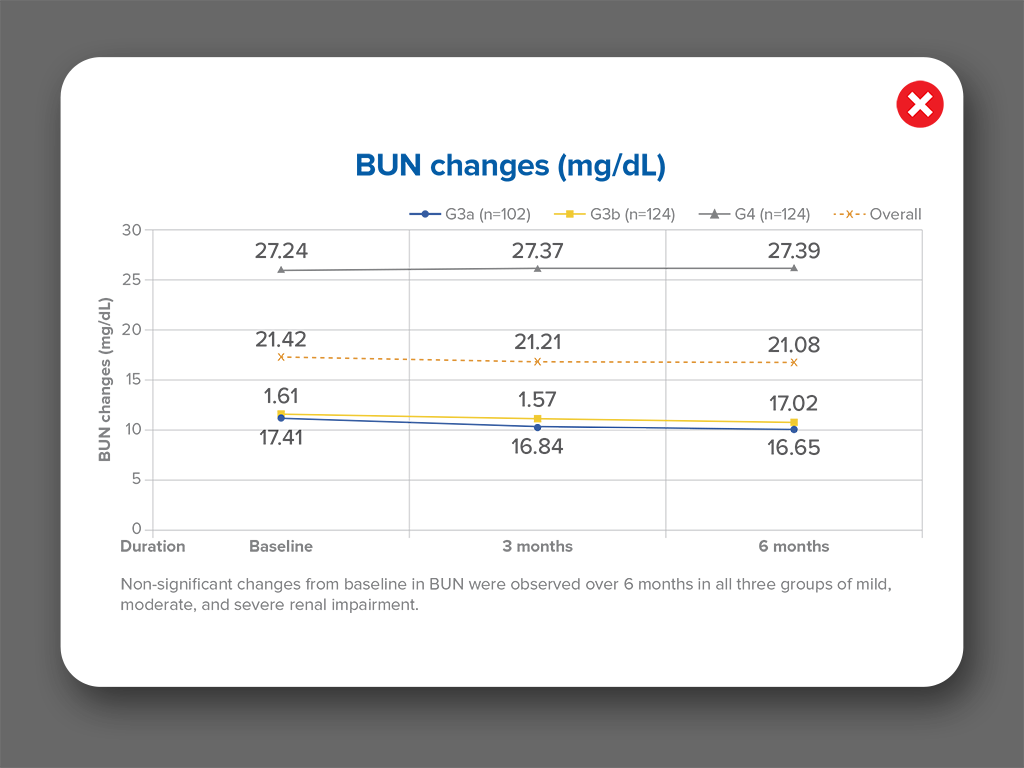 BUN changes (mg/dL)
G3a (n=102) G3b (n=124) G4 (n=124) x Overall
BUN changes (mg/dL)
30
27.24 27.37 27.39
25
20
21.42 21.21 21.08
x x x
15
1.61 1.57 17.02
10
17.41 16.84 16.65
5
0
Duration Baseline 3 months 6 months
Non-significant changes from baseline in BUN were observed over 6 months in all three groups of mild,
moderate, and severe renal impairment.